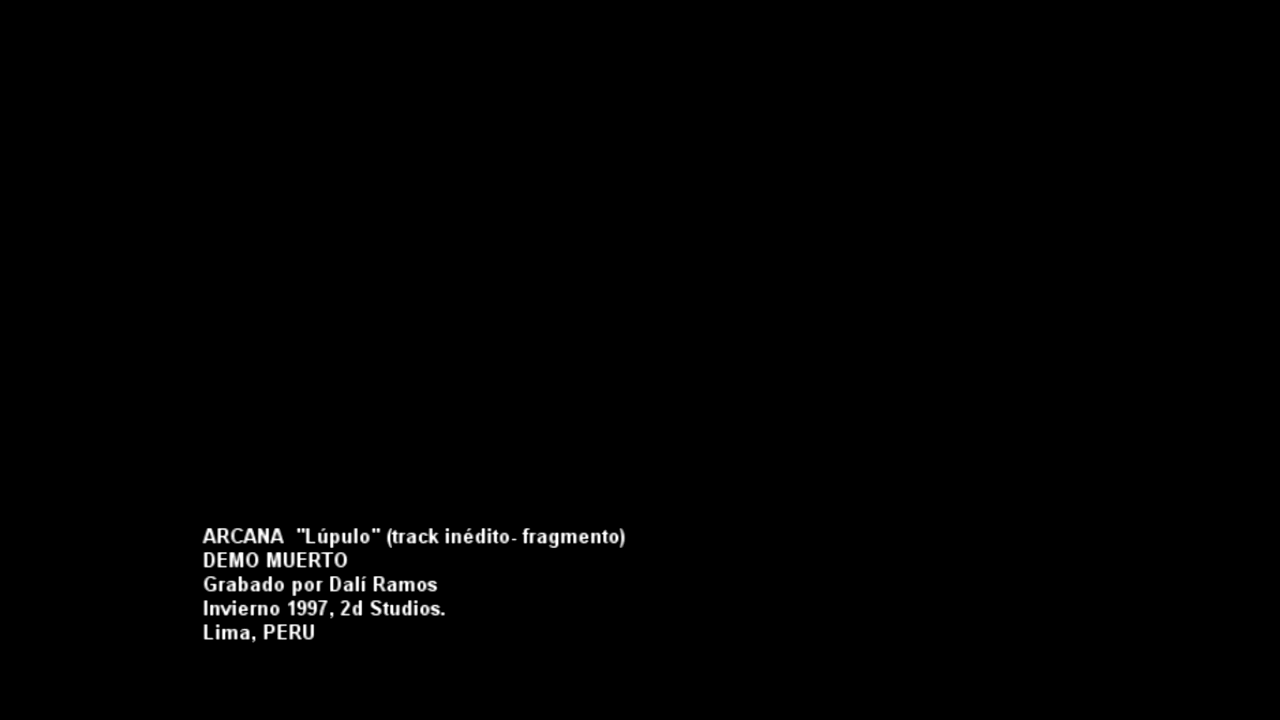 ARCANA  "Lúpulo" (track inédito- fragmento)
DEMO MUERTO
Grabado por Dalí Ramos
Invierno 1997, 2d Studios.
Lima, PERU